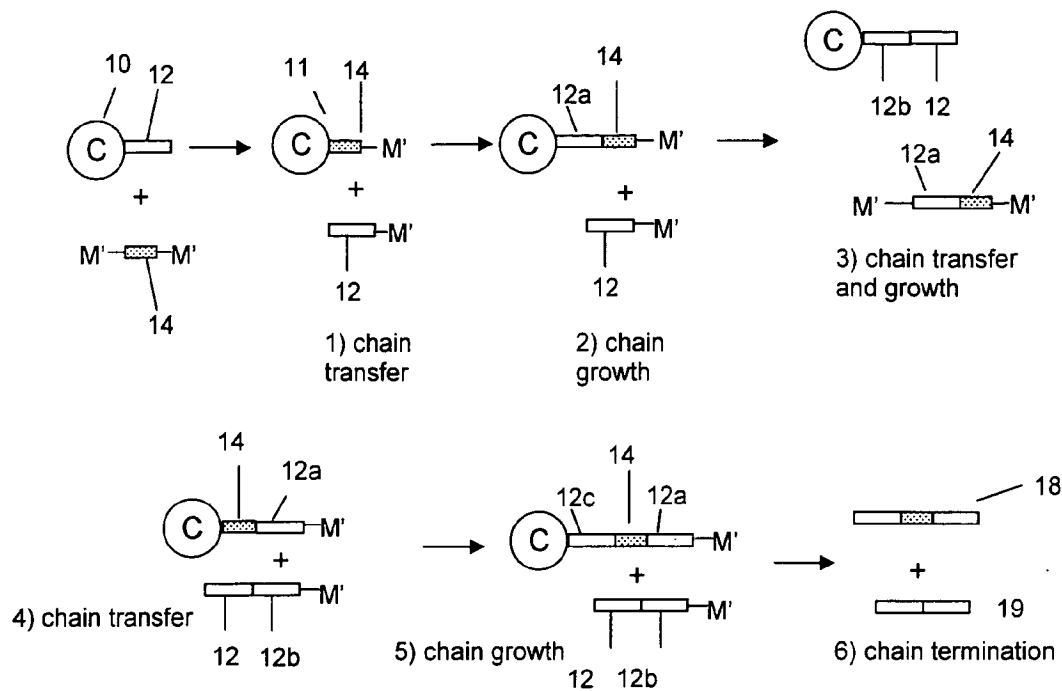 10 12
C
+
M' M'
14
11 14
C M'
+
M'
12
1) chain
transfer
12a 14
C M'
+
M'
12
2) chain
growth
C
12b 12
12a 14
M' M'
3) chain transfer
and growth
14 12a
C M'
+
M'
12 12b
4) chain transfer
14
12c 12a
C M'
+
M'
12 12b
5) chain growth
18
+
19
6) chain termination